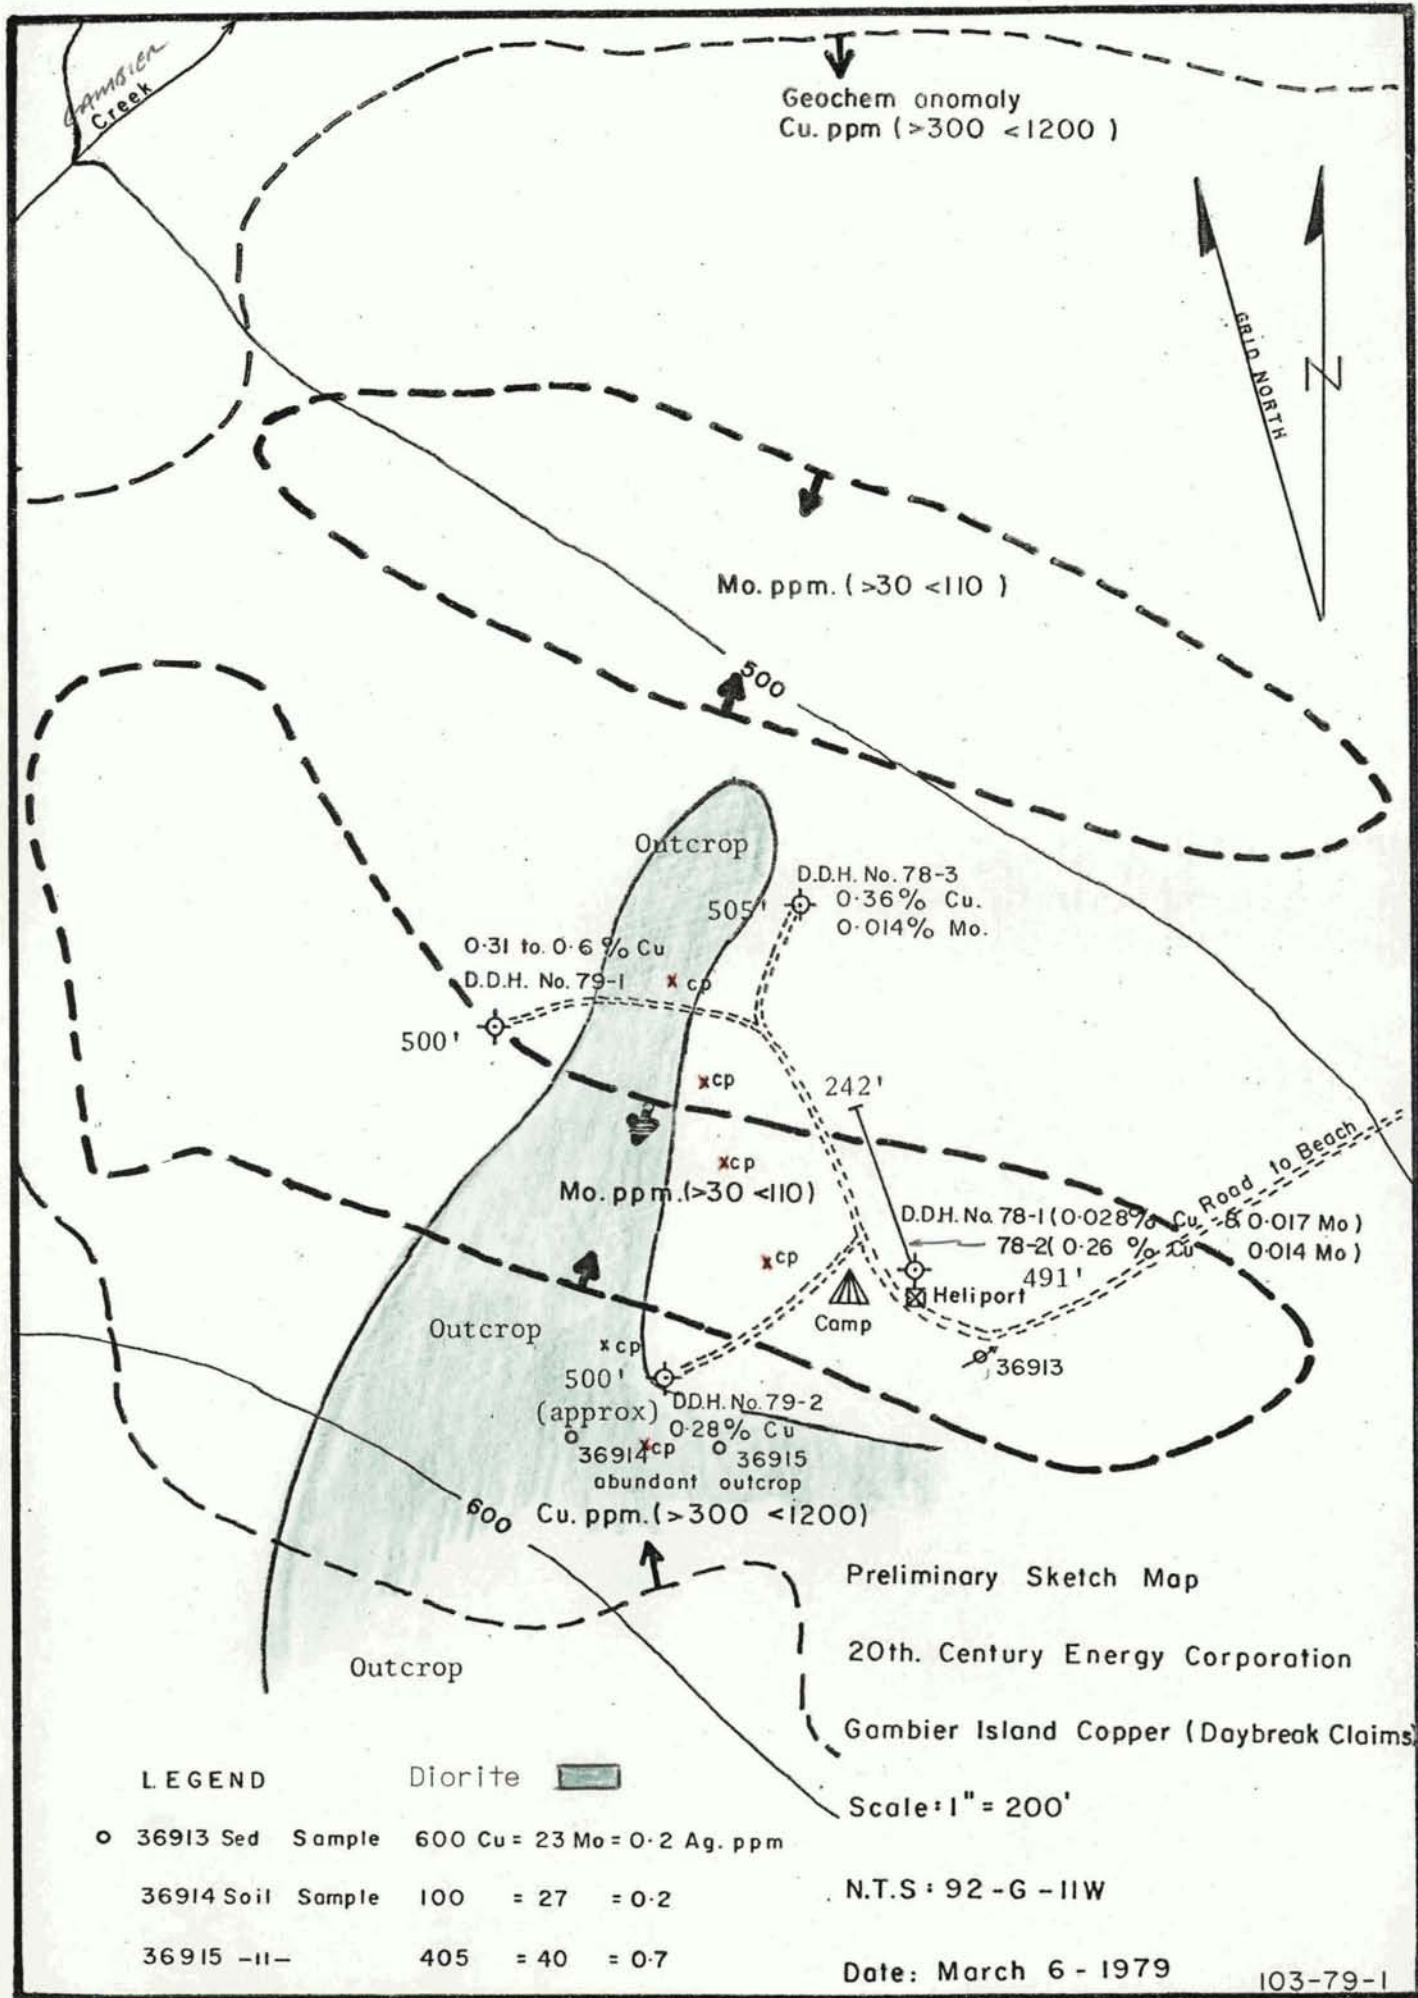 GAMBIER
Creek
Geochem anomaly
Cu. ppm (>300 <1200 )
GRID NORTH
N
Mo. ppm. ( >30 <110 )
500
Outcrop
D.D.H. No. 78-3
505'
0·36% Cu.
0·014% Mo.
0·31 to 0·6 % Cu
D.D.H. No. 79-1
x cp
500'
xcp
242'
xcp
Mo. ppm.(>30 <110)
Road to Beach
D.D.H. No. 78-1 (0·028% Cu & 0·017 Mo )
78-2( 0·26 % Cu 0·014 Mo )
xcp
491'
Heliport
Camp
Outcrop
x cp
36913
500'
(approx)
D.D.H. No. 79-2
0·28% Cu
36914
xcp
36915
abundant outcrop
600
Cu. ppm. ( >300 <1200)
Outcrop
Preliminary Sketch Map
20th. Century Energy Corporation
Gambier Island Copper ( Daybreak Claims)
Scale: 1" = 200'
N.T.S : 92 - G - 11W
Date: March 6 - 1979
103-79-1
LEGEND Diorite
36913 Sed Sample 600 Cu = 23 Mo = 0·2 Ag. ppm
36914 Soil Sample 100 = 27 = 0·2
36915 -11- 405 = 40 = 0·7